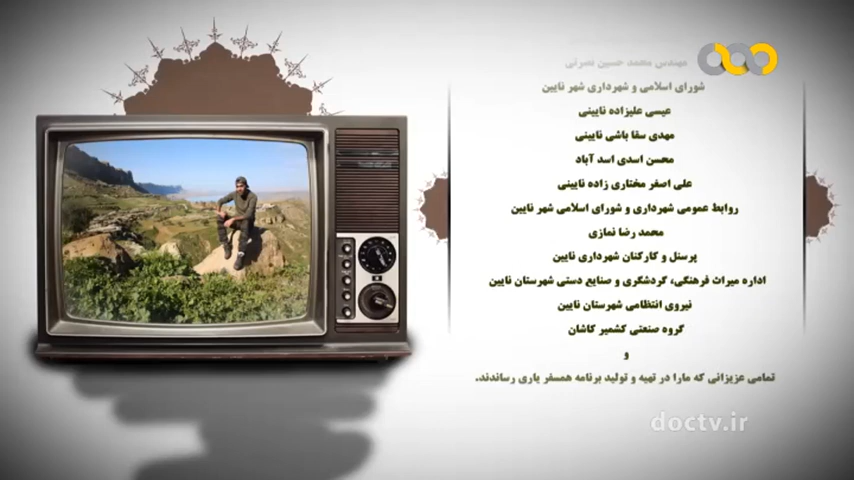 مهندس محمد حسین نصرتی
شورای اسلامی و شهرداری شهر نایین
عیسی علیزاده نایینی
مهدی سقا باشی نایینی
محسن اسدی اسد آباد
علی اصغر مختاری زاده نایینی
روابط عمومی شهرداری و شورای اسلامی شهر نایین
محمد رضا نمازی
پرسنل و کارکنان شهرداری نایین
اداره میراث فرهنگی، گردشگری و صنایع دستی شهرستان نایین
نیروی انتظامی شهرستان نایین
گروه صنعتی کشمیر کاشان
و
تمامی عزیزانی که مارا در تهیه و تولید برنامه همسفر یاری رساندند.
doctv.ir